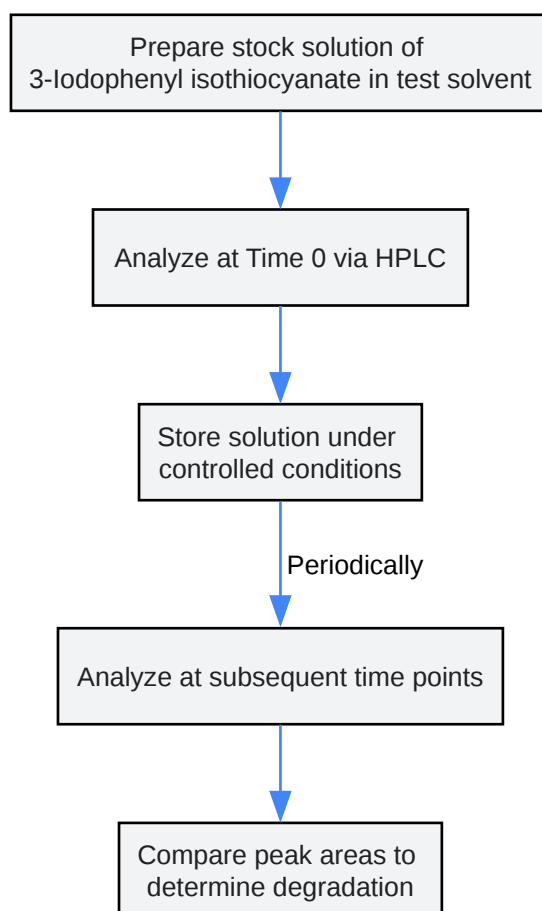 Prepare stock solution of
3-Iodophenyl isothiocyanate in test solvent
Analyze at Time 0 via HPLC
Store solution under
controlled conditions
Periodically
Analyze at subsequent time points
Compare peak areas to
determine degradation